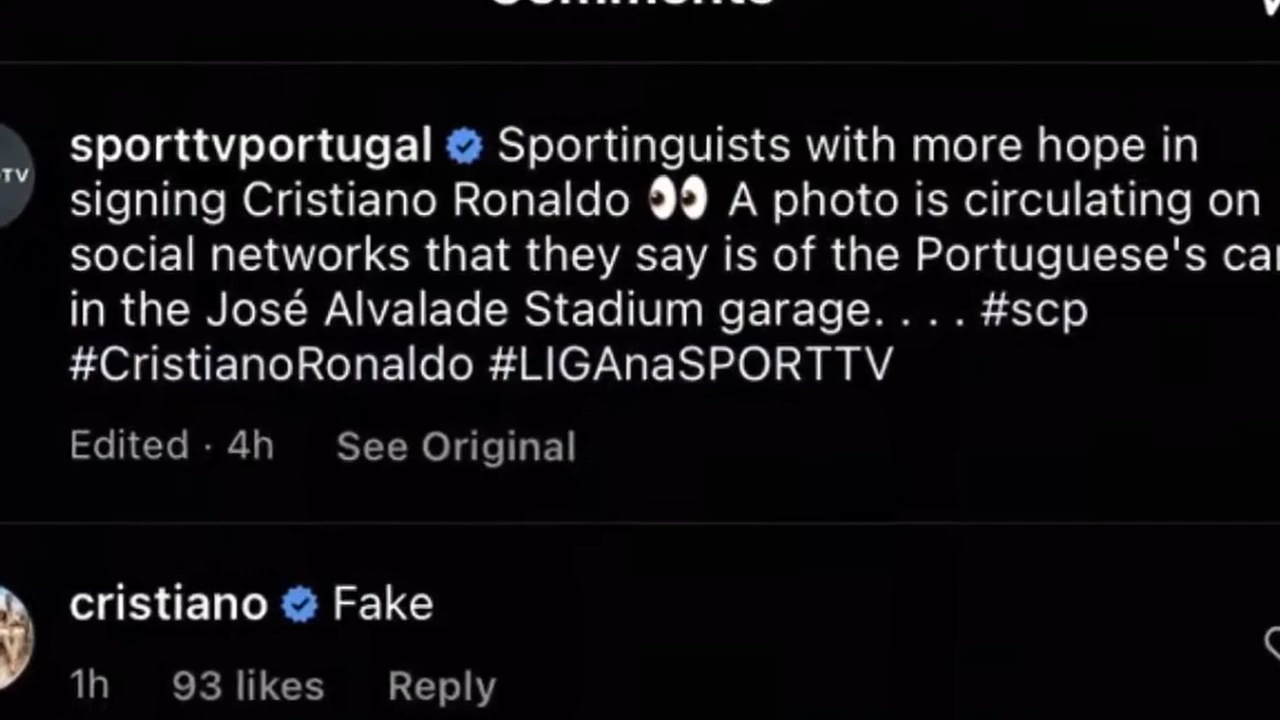 Comments
TV
sporttvportugal Sportinguists with more hope in
signing Cristiano Ronaldo 👀 A photo is circulating on
social networks that they say is of the Portuguese's
in the José Alvalade Stadium garage. . . . #scp
#CristianoRonaldo #LIGAnaSPORTTV
Edited · 4h See Original
cristiano Fake
1h 93 likes Reply